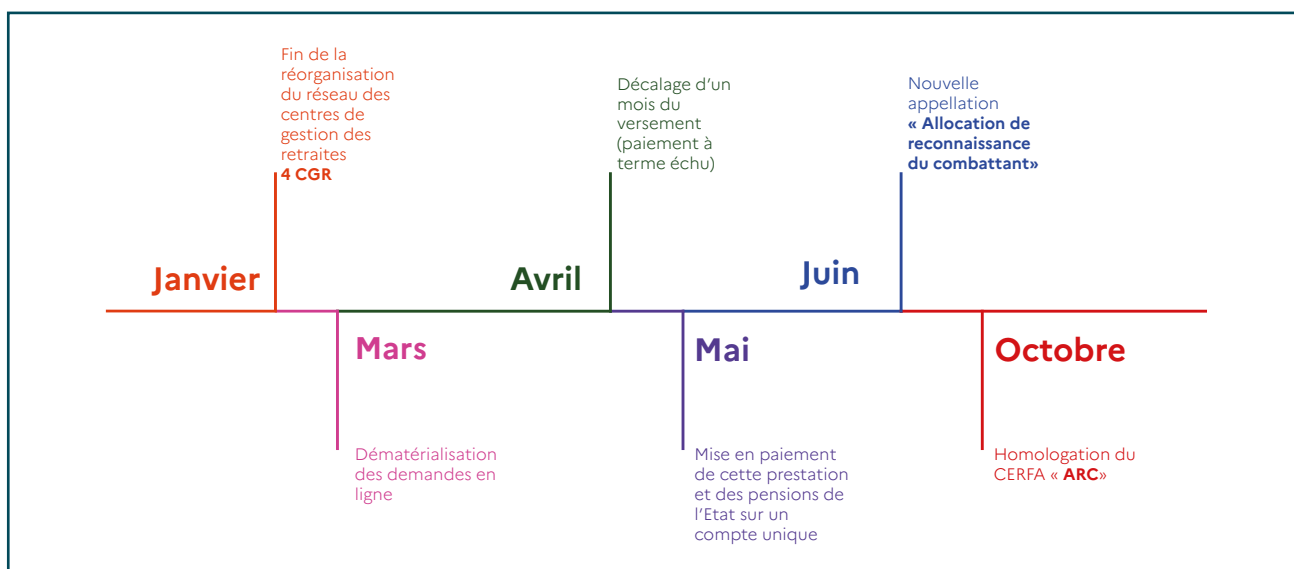 Fin de la
réorganisation
du réseau des
centres de
gestion des
retraites
4 CGR
Janvier
Mars
Dématérialisation
des demandes en
ligne
Décalage d'un
mois du
versement
(paiement à
terme échu)
Avril
Mai
Mise en paiement
de cette prestation
et des pensions de
l'Etat sur un
compte unique
Nouvelle
appellation
« Allocation de
reconnaissance
du combattant»
Juin
Octobre
Homologation du
CERFA « ARC»